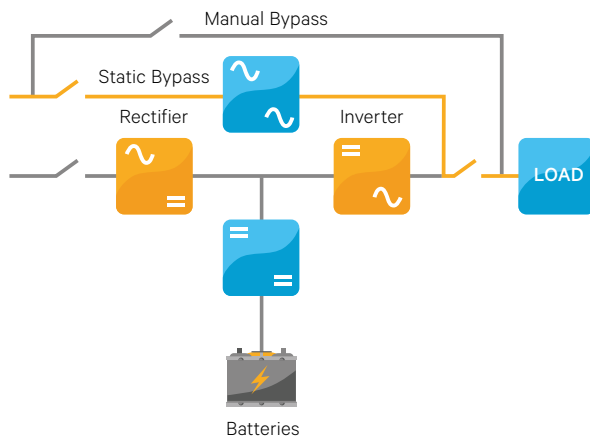 Manual Bypass
Static Bypass
Rectifier
Inverter
LOAD
Batteries